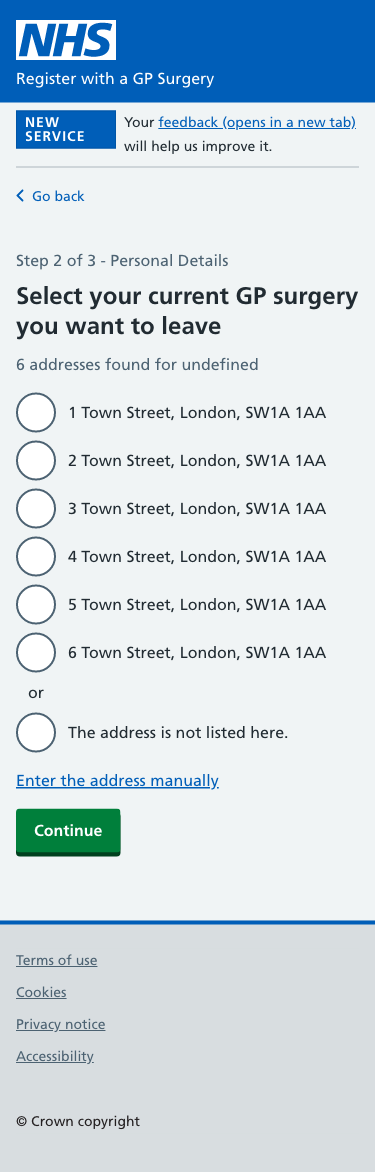 NHS
Register with a GP Surgery
NEW
SERVICE
Your feedback (opens in a new tab)
will help us improve it.
Go back
Step 2 of 3 - Personal Details
Select your current GP surgery
you want to leave
6 addresses found for undefined
1 Town Street, London, SW1A 1AA
2 Town Street, London, SW1A 1AA
3 Town Street, London, SW1A 1AA
4 Town Street, London, SW1A 1AA
5 Town Street, London, SW1A 1AA
6 Town Street, London, SW1A 1AA
or
The address is not listed here.
Enter the address manually
Continue
Terms of use
Cookies
Privacy notice
Accessibility
© Crown copyright